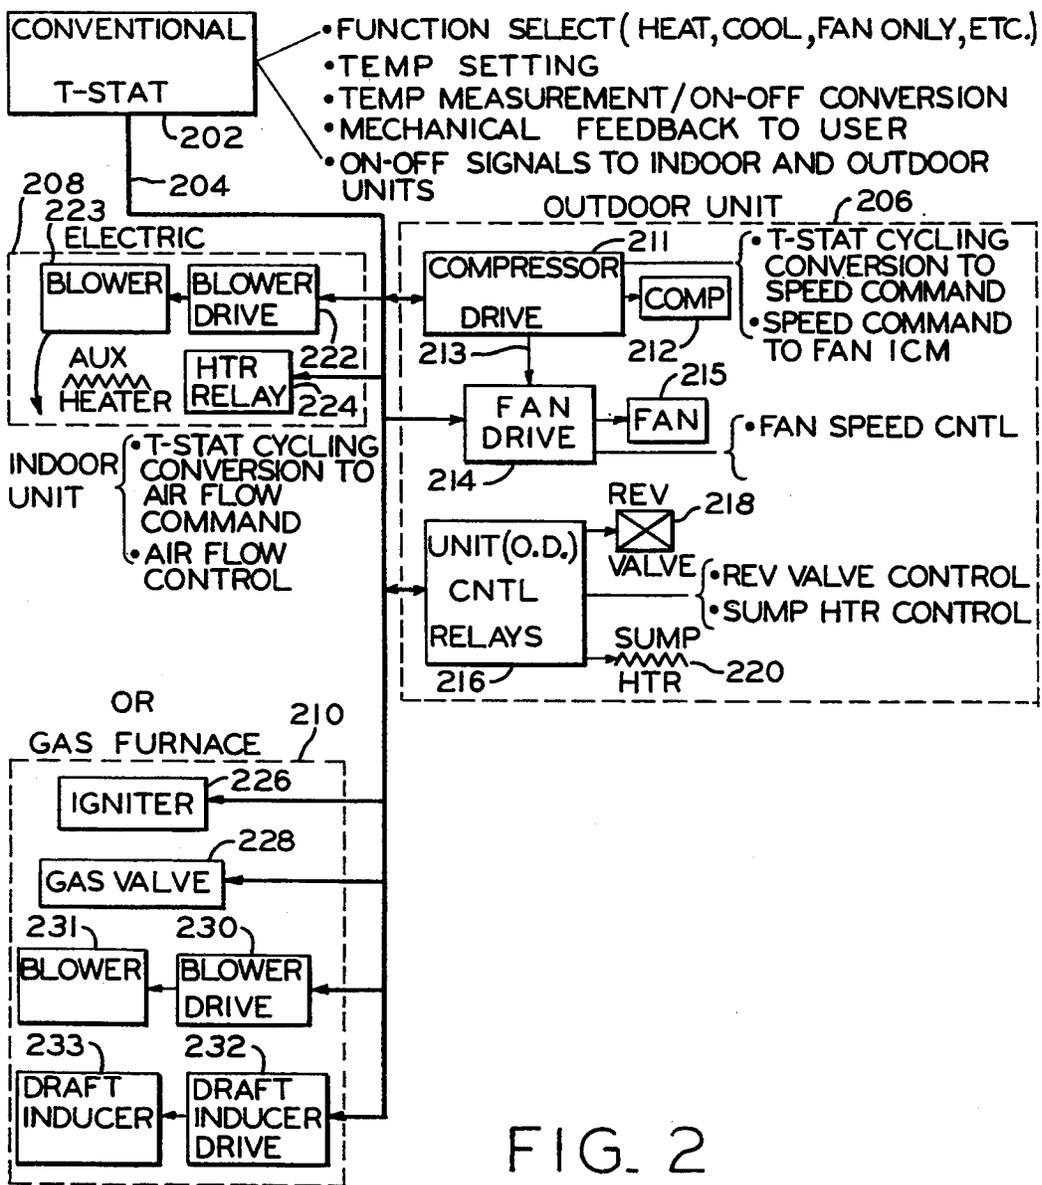 CONVENTIONAL
T-STAT
202
204
• FUNCTION SELECT (HEAT, COOL, FAN ONLY, ETC.)
• TEMP SETTING
• TEMP MEASUREMENT/ON-OFF CONVERSION
• MECHANICAL FEEDBACK TO USER
• ON-OFF SIGNALS TO INDOOR AND OUTDOOR
UNITS
208
223
ELECTRIC
BLOWER
BLOWER
DRIVE
222
AUX
HEATER
HTR
RELAY
224
INDOOR
UNIT
• T-STAT CYCLING
CONVERSION TO
AIR FLOW
COMMAND
• AIR FLOW
CONTROL
OUTDOOR UNIT
206
211
COMPRESSOR
DRIVE
COMP
212
213
• T-STAT CYCLING
CONVERSION TO
SPEED COMMAND
• SPEED COMMAND
TO FAN ICM
215
FAN
DRIVE
214
FAN
• FAN SPEED CNTL
REV
218
VALVE
UNIT (O.D.)
CNTL
RELAYS
216
• REV VALVE CONTROL
• SUMP HTR CONTROL
SUMP
220
HTR
OR
GAS FURNACE
210
226
IGNITER
228
GAS VALVE
231
230
BLOWER
BLOWER
DRIVE
233
232
DRAFT
INDUCER
DRAFT
INDUCER
DRIVE
FIG. 2